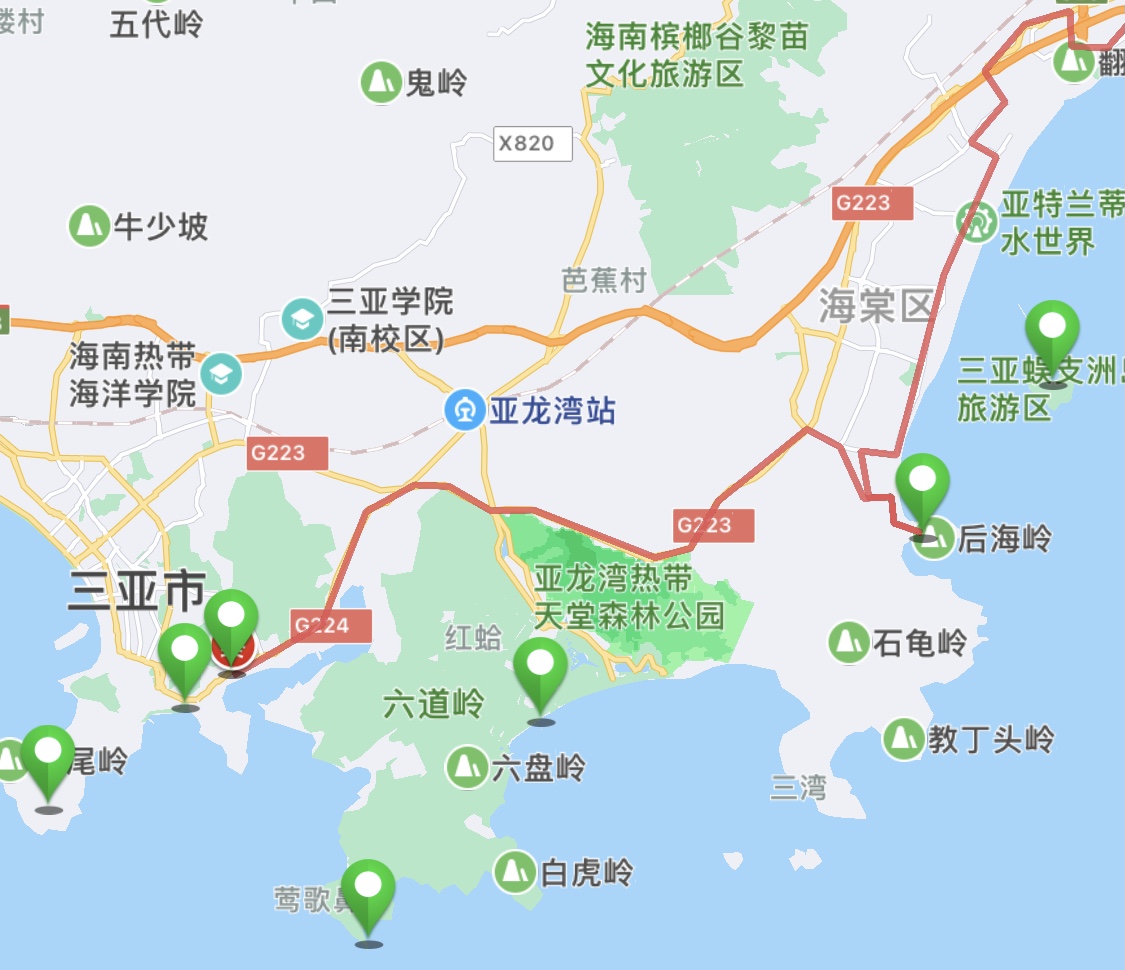 五代岭
海南槟榔谷黎苗
文化旅游区
鬼岭
X820
G223
亚特兰蒂
水世界
牛少坡
芭蕉村
三亚学院
(南校区)
海棠区
海南热带
海洋学院
三亚蜈支洲岛
旅游区
亚龙湾站
G223
G223
后海岭
三亚市
亚龙湾热带
天堂森林公园
G224
红蛤
石龟岭
六道岭
尾岭
六盘岭
教丁头岭
三湾
白虎岭
莺歌鼻